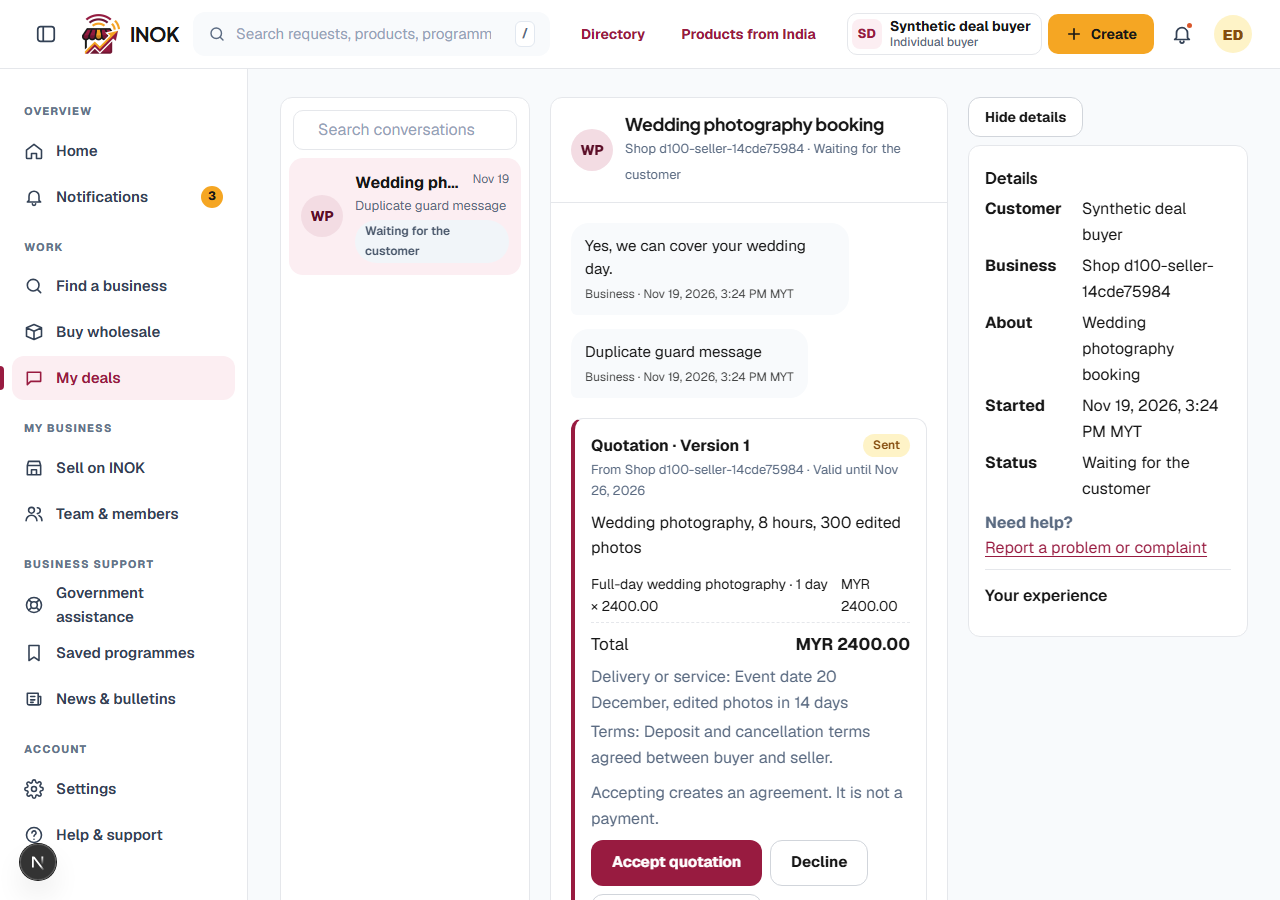 INOK
Search requests, products, programm
/
Directory
Products from India
SD
Synthetic deal buyer
Individual buyer
Create
ED
OVERVIEW
Home
Notifications
3
WORK
Find a business
Buy wholesale
My deals
MY BUSINESS
Sell on INOK
Team & members
BUSINESS SUPPORT
Government
assistance
Saved programmes
News & bulletins
ACCOUNT
Settings
Help & support
N
Search conversations
WP
Wedding ph...
Nov 19
Duplicate guard message
Waiting for the
customer
WP
Wedding photography booking
Shop d100-seller-14cde75984 · Waiting for the
customer
Yes, we can cover your wedding
day.
Business · Nov 19, 2026, 3:24 PM MYT
Duplicate guard message
Business · Nov 19, 2026, 3:24 PM MYT
Quotation · Version 1
Sent
From Shop d100-seller-14cde75984 · Valid until Nov
26, 2026
Wedding photography, 8 hours, 300 edited
photos
Full-day wedding photography · 1 day
× 2400.00
MYR
2400.00
Total
MYR 2400.00
Delivery or service: Event date 20
December, edited photos in 14 days
Terms: Deposit and cancellation terms
agreed between buyer and seller.
Accepting creates an agreement. It is not a
payment.
Accept quotation
Decline
Hide details
Details
Customer
Synthetic deal
buyer
Business
Shop d100-seller-
14cde75984
About
Wedding
photography
booking
Started
Nov 19, 2026, 3:24
PM MYT
Status
Waiting for the
customer
Need help?
Report a problem or complaint
Your experience